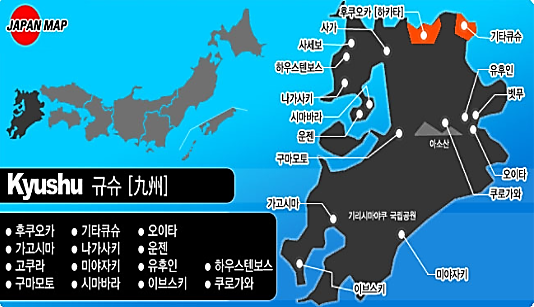 JAPAN MAP
후쿠오카 [하키타]
사가
기타큐슈
사세보
하우스텐보스
유후인
벳부
나가사키
시마바라
운젠
아소산
구마모토
오이타
쿠로가와
Kyushu 규슈 [九州]
가고시마
기리시마야쿠 국립공원
미야자키
이브스키
후쿠오카 기타큐슈 오이타
가고시마 나가사키 운젠
고쿠라 미야자키 유후인 하우스텐보스
구마모토 시마바라 이브스키 쿠로가와